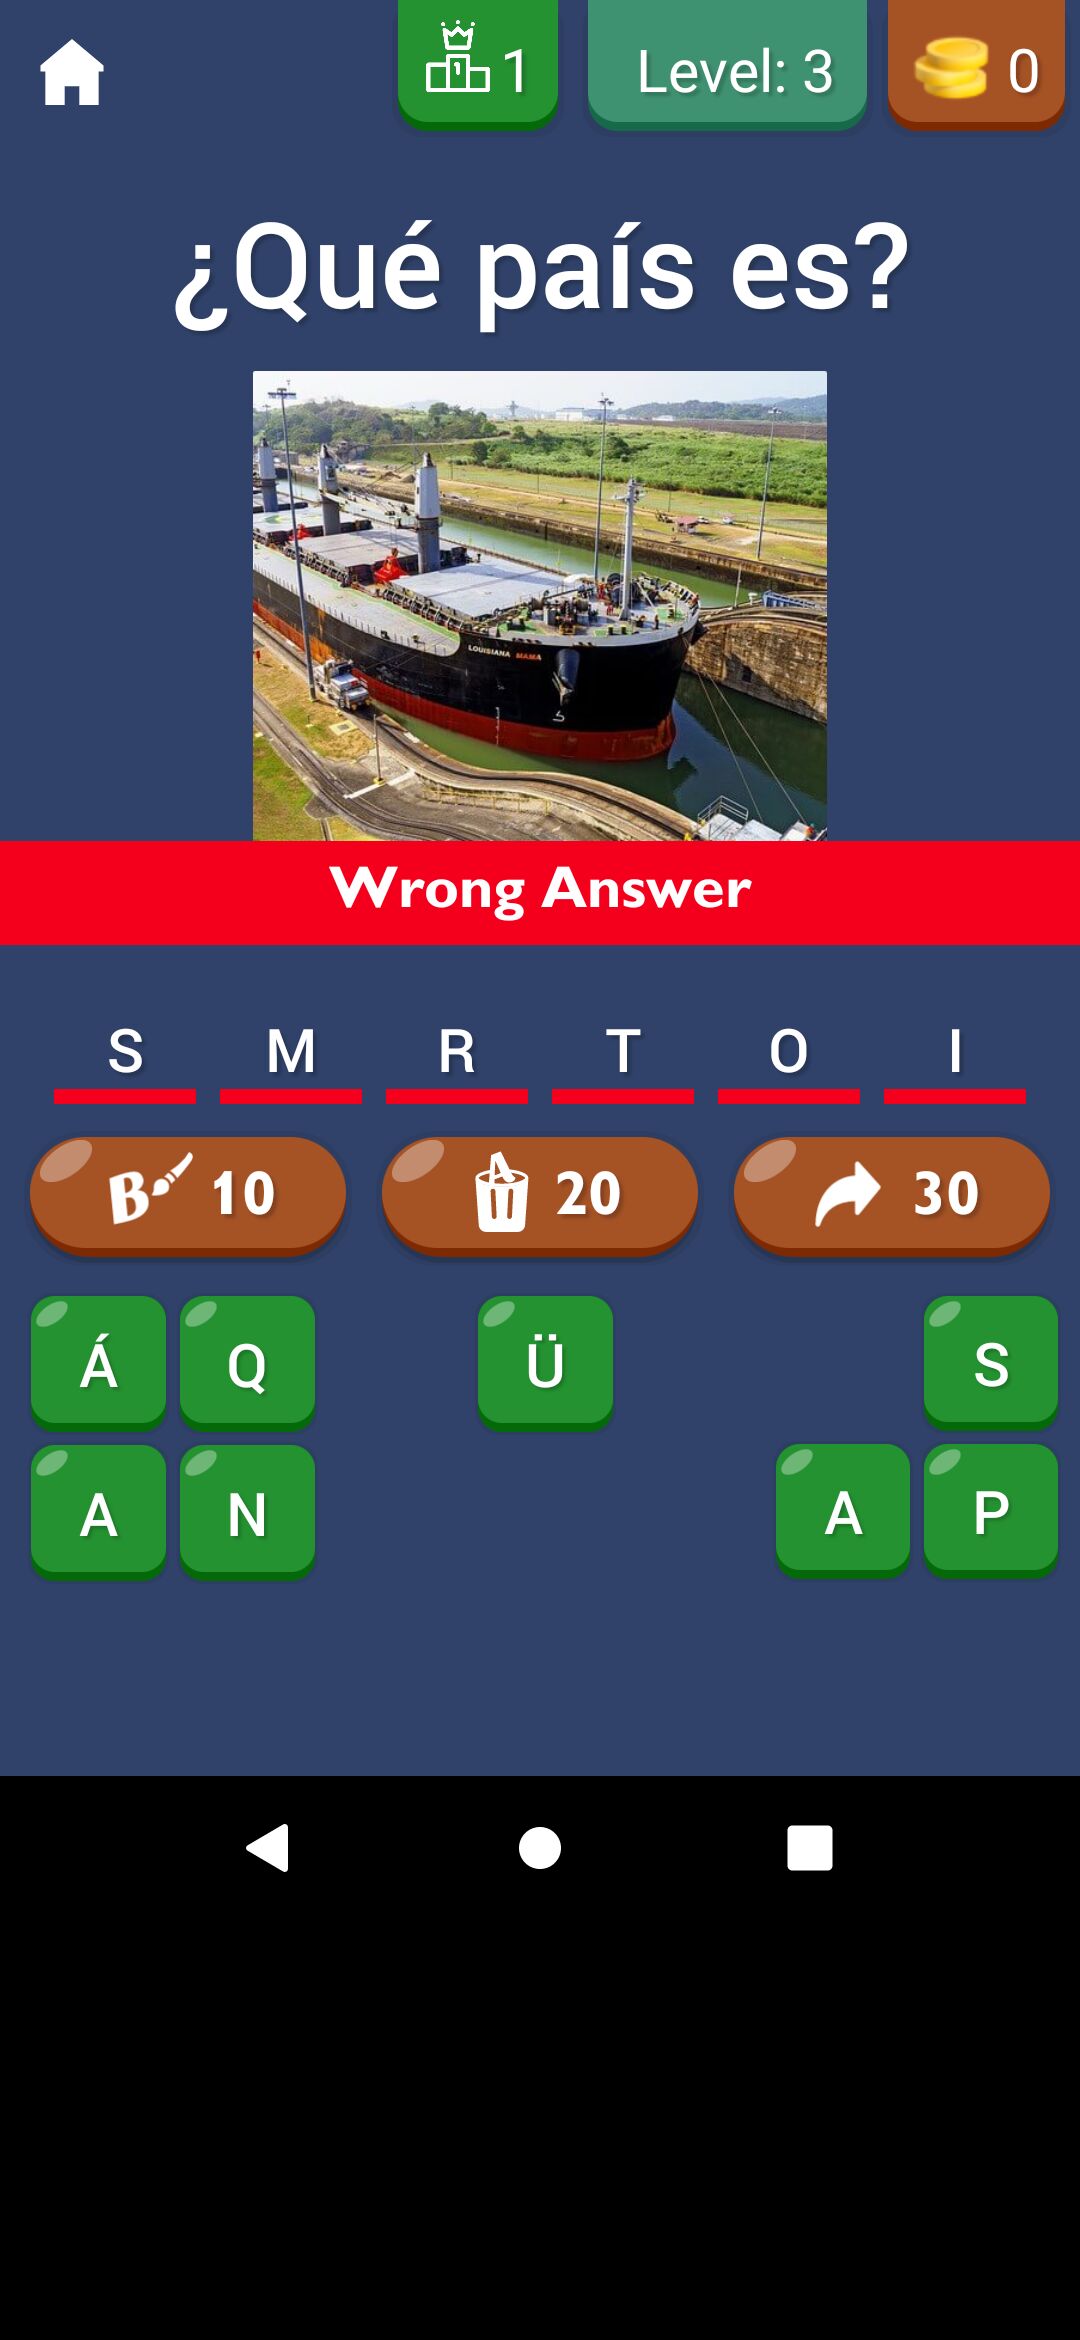 1
Level: 3
0
¿Qué país es?
LOUISIANA MAMA
Wrong Answer
S M R T O I
10
20
30
Á Q Ü S
A N A P